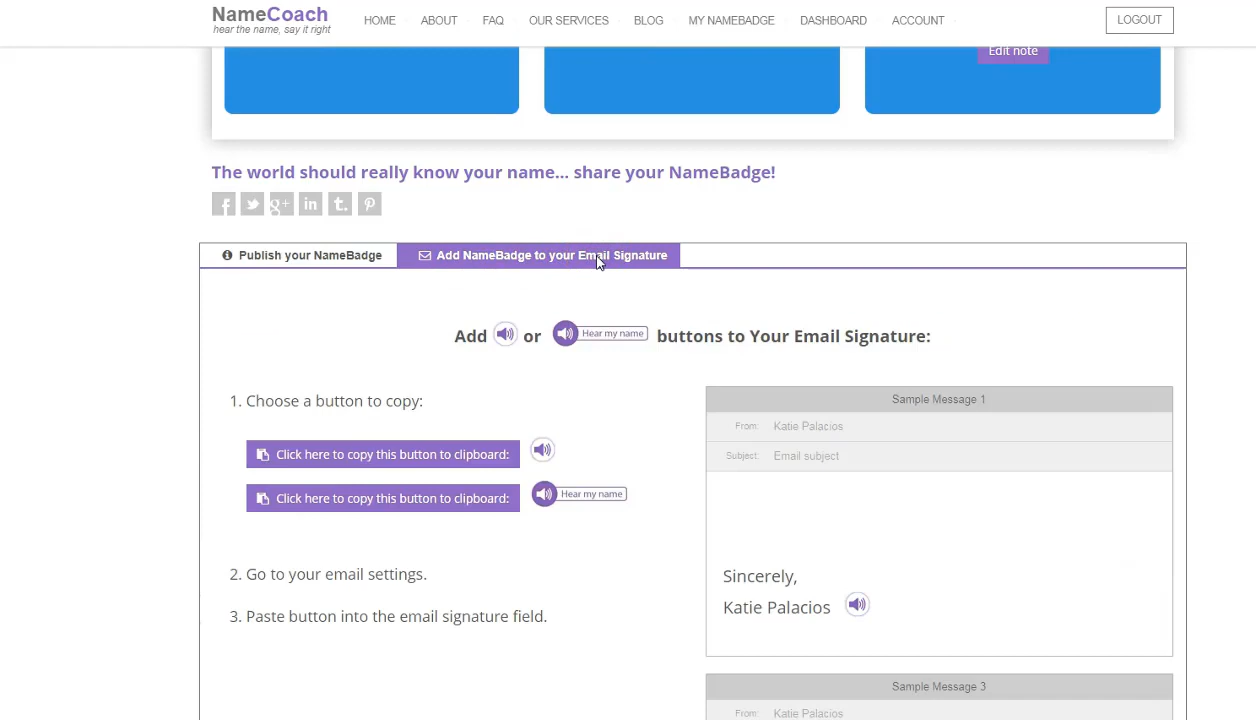 NameCoach
hear the name, say it right
HOME ABOUT FAQ OUR SERVICES BLOG MY NAMEBADGE DASHBOARD ACCOUNT
LOGOUT
Edit note
The world should really know your name... share your NameBadge!
f g+ in t. p
Publish your NameBadge
Add NameBadge to your Email Signature
Add or Hear my name buttons to Your Email Signature:
1. Choose a button to copy:
Click here to copy this button to clipboard:
Click here to copy this button to clipboard: Hear my name
2. Go to your email settings.
3. Paste button into the email signature field.
Sample Message 1
From: Katie Palacios
Subject: Email subject
Sincerely,
Katie Palacios
Sample Message 3
From: Katie Palacios